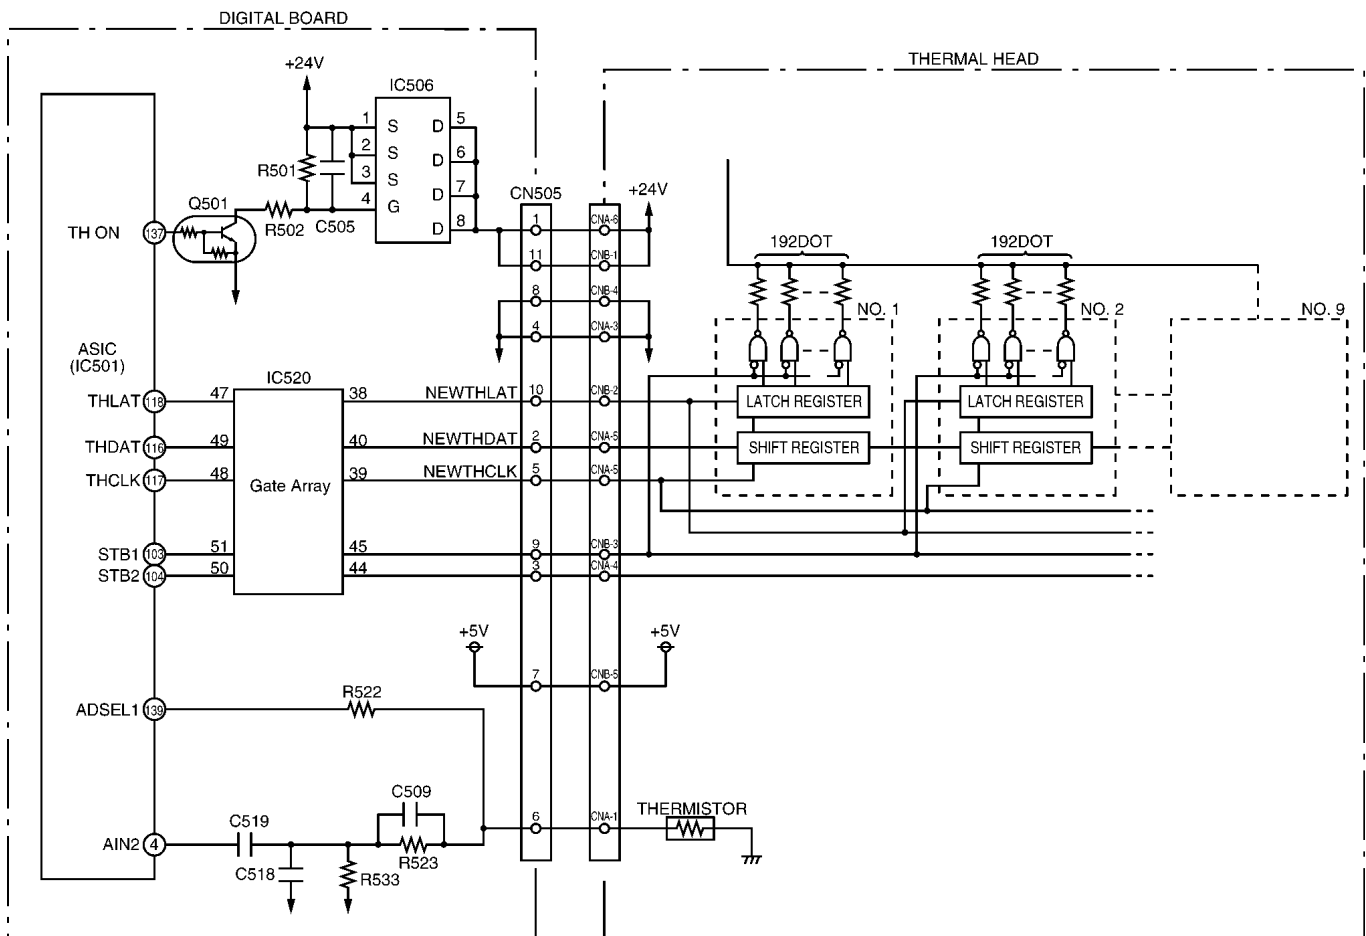 DIGITAL BOARD
THERMAL HEAD
+24V
IC506
1 S D 5
2 S D 6
3 S D 7
4 G D 8
R501
C505
R502
Q501
TH ON 137
CN505
+24V
1 CNA-6
11 CNB-1
8 CNB-4
4 CNA-3
192DOT
192DOT
NO. 1
NO. 2
NO. 9
ASIC
(IC501)
IC520
Gate Array
THLAT 118 47 38 NEWTHLAT 10 CNB-2
LATCH REGISTER
LATCH REGISTER
THDAT 116 49 40 NEWTHDAT 2 CNA-5
SHIFT REGISTER
SHIFT REGISTER
THCLK 117 48 39 NEWTHCLK 5 CNA-5
STB1 103 51 45 9 CNB-3
STB2 104 50 44 3 CNA-4
+5V
+5V
7 CNB-5
ADSEL1 139
R522
C509
6 CNA-1
THERMISTOR
C519
AIN2 4
R523
C518
R533